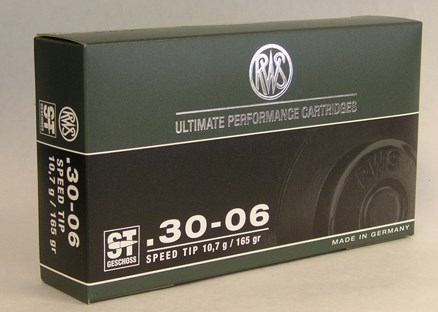 RWS
ULTIMATE PERFORMANCE CARTRIDGES
RWS
ST
GESCHOSS
.30-06
SPEED TIP 10,7 g / 165 gr
MADE IN GERMANY
RWS
ST
GESCHOSS
.30-06
SPEED TIP
10,7 g / 165 gr